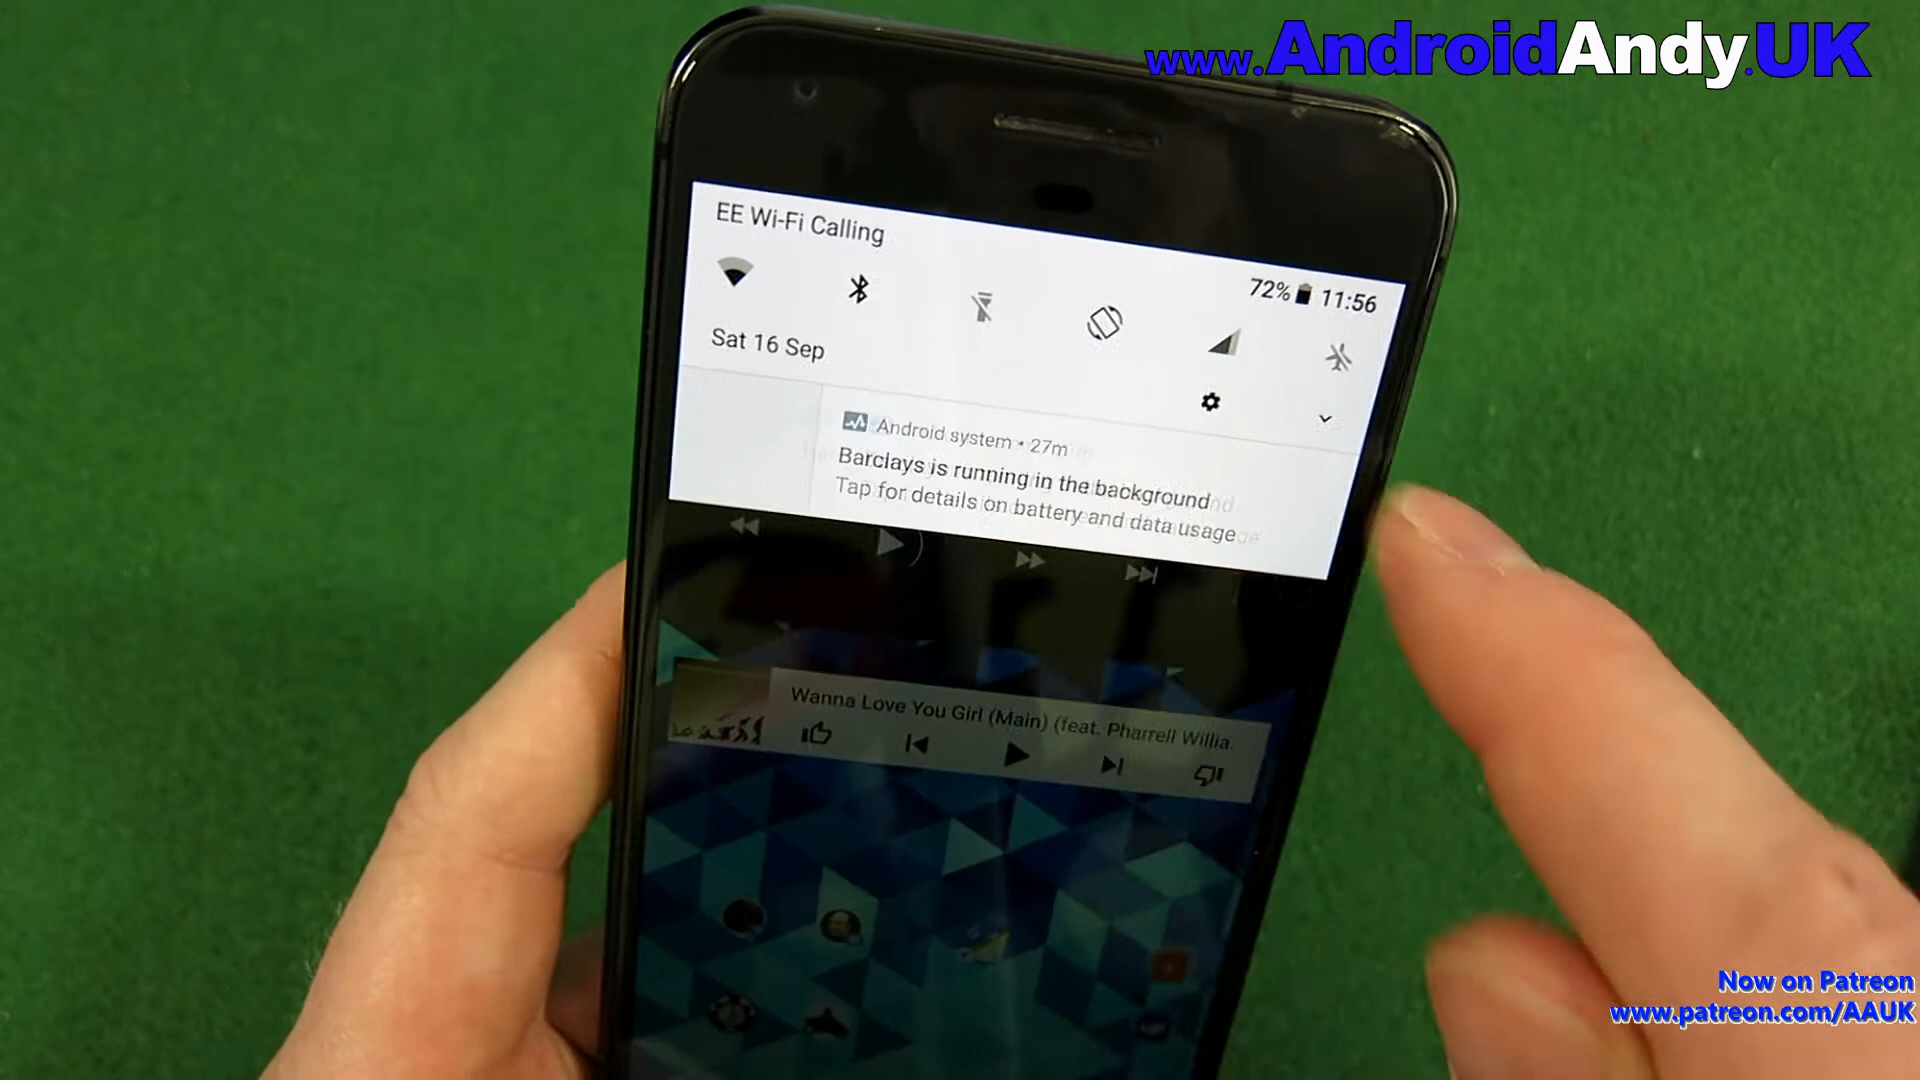 www.AndroidAndy.UK
EE Wi-Fi Calling
72% 11:56
Sat 16 Sep
Android system • 27m
Barclays is running in the background
Tap for details on battery and data usage
Wanna Love You Girl (Main) (feat. Pharrell Willia.
Now on Patreon
www.patreon.com/AAUK